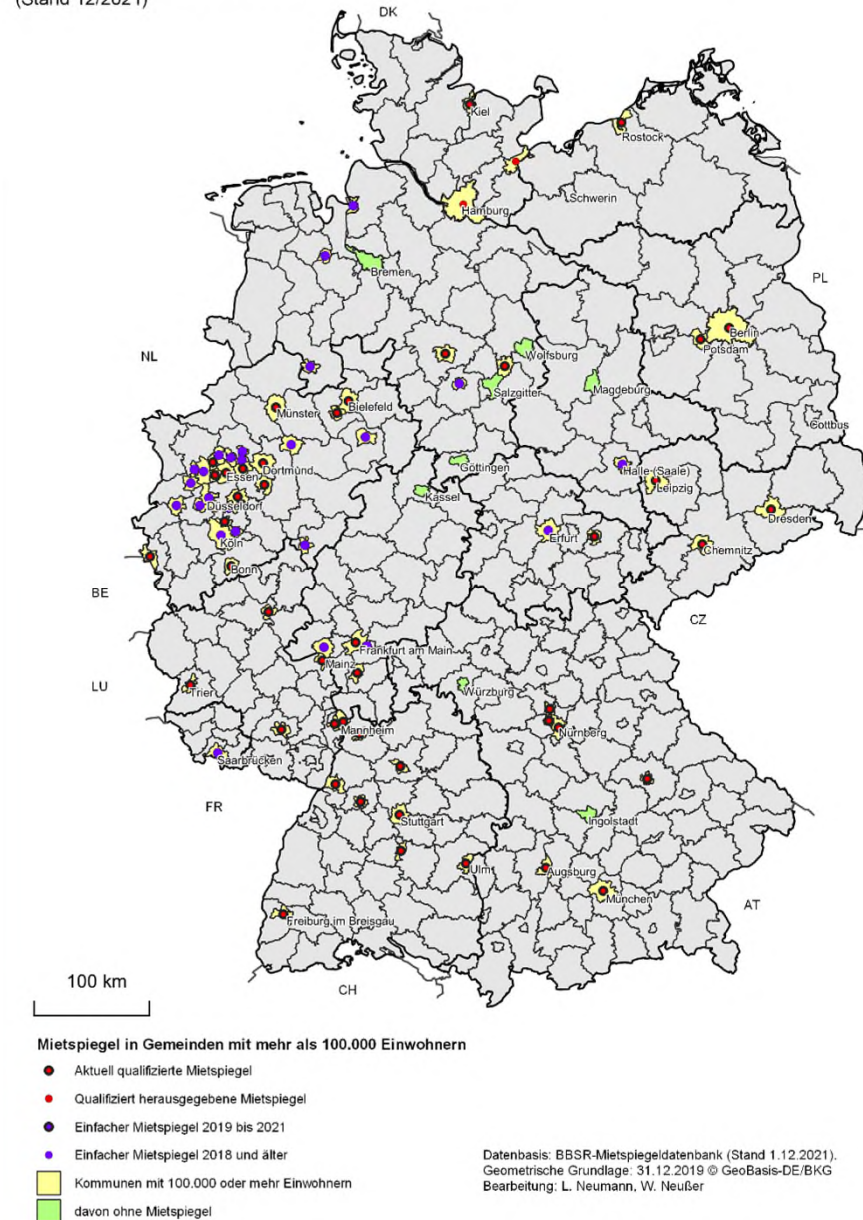 (Stand 12/2021)
DK
Kiel
Rostock
Schwerin
Hamburg
Bremen
PL
Berlin
Potsdam
NL
Wolfsburg
Salzgitter
Magdeburg
Münster
Bielefeld
Cottbus
Göttingen
Halle (Saale)
Leipzig
Essen
Dortmund
Kassel
Düsseldorf
Dresden
Köln
Erfurt
Chemnitz
Bonn
BE
CZ
Frankfurt am Main
Mainz
LU
Trier
Würzburg
Mannheim
Nürnberg
Saarbrücken
FR
Stuttgart
Ingolstadt
Ulm
Augsburg
München
AT
Freiburg im Breisgau
100 km
CH
Mietspiegel in Gemeinden mit mehr als 100.000 Einwohnern
Aktuell qualifizierte Mietspiegel
Qualifiziert herausgegebene Mietspiegel
Einfacher Mietspiegel 2019 bis 2021
Einfacher Mietspiegel 2018 und älter
Kommunen mit 100.000 oder mehr Einwohnern
davon ohne Mietspiegel
Datenbasis: BBSR-Mietspiegeldatenbank (Stand 1.12.2021).
Geometrische Grundlage: 31.12.2019 © GeoBasis-DE/BKG
Bearbeitung: L. Neumann, W. Neußer